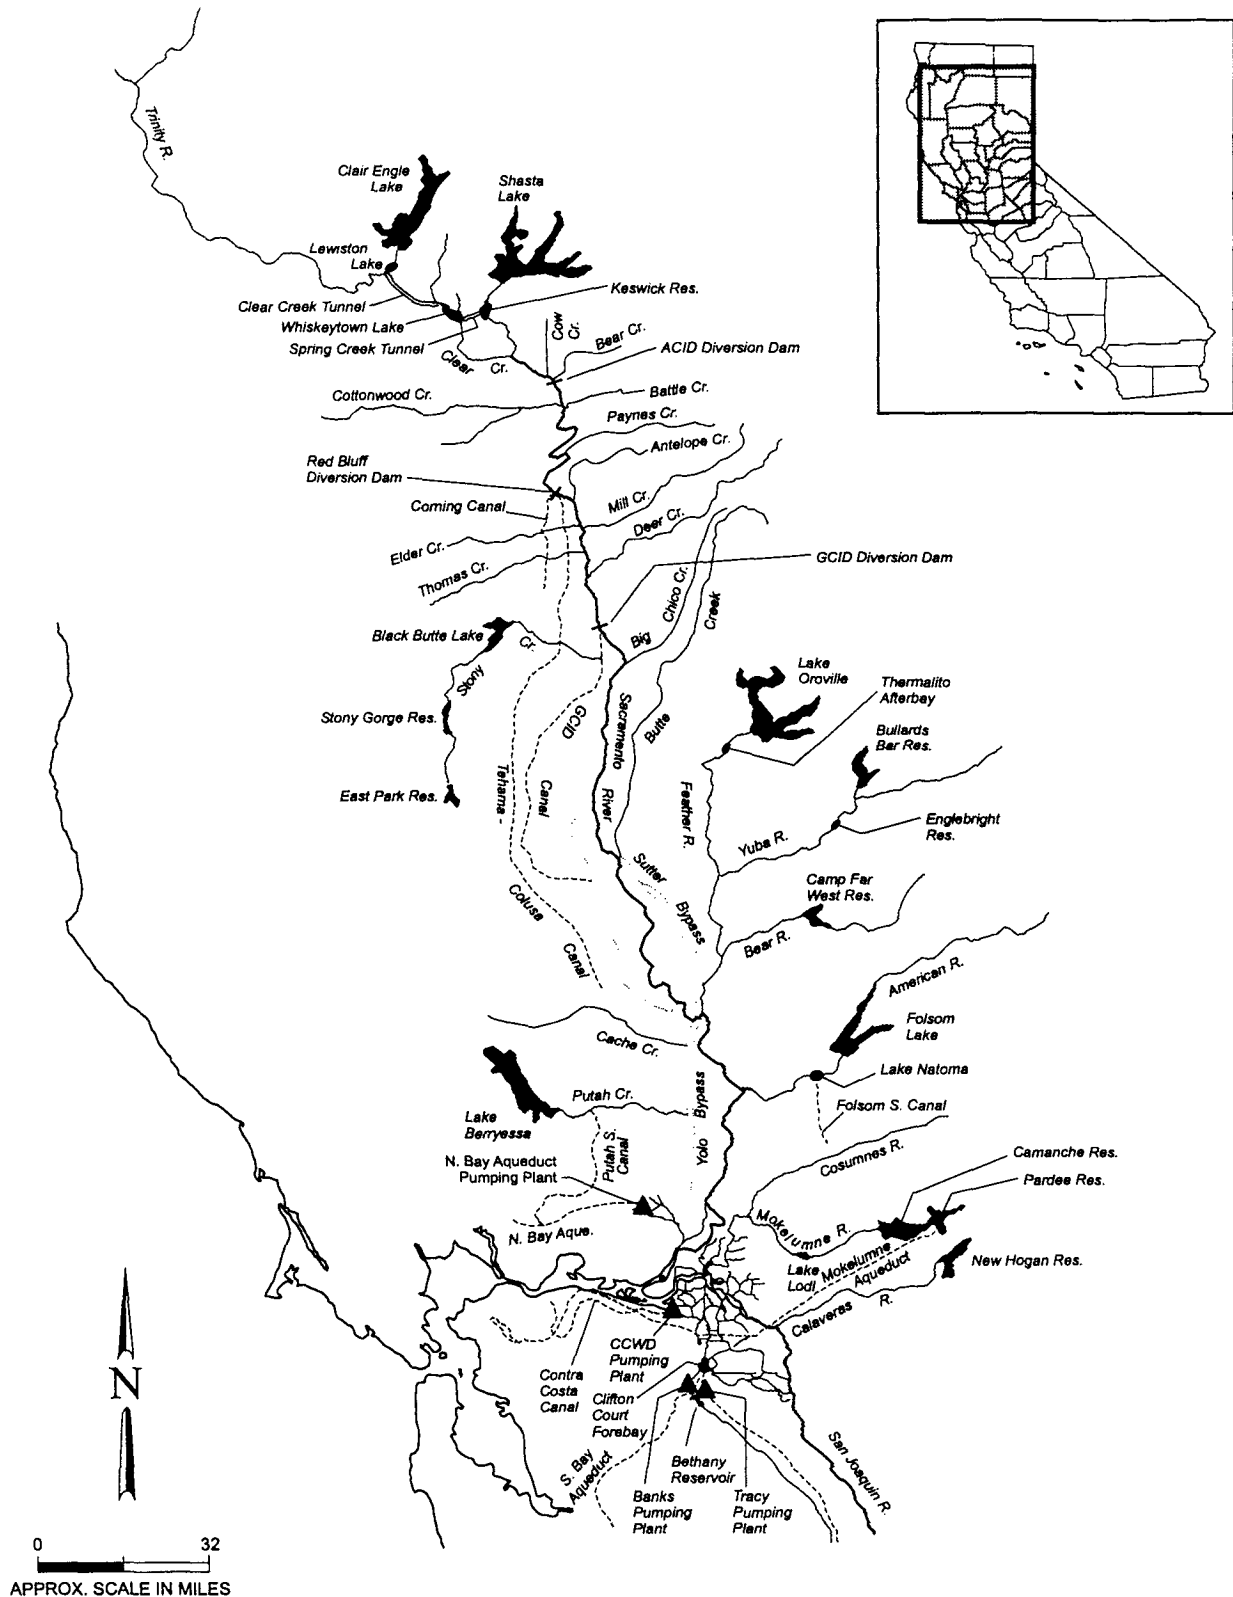 Trinity R.
Clair Engle
Lake
Shasta
Lake
Lewiston
Lake
Clear Creek Tunnel
Keswick Res.
Whiskeytown Lake
Spring Creek Tunnel
Cow
Cr.
Bear Cr.
Clear
Cr.
ACID Diversion Dam
Cottonwood Cr.
Battle Cr.
Paynes Cr.
Antelope Cr.
Red Bluff
Diversion Dam
Corning Canal
Mill Cr.
Deer Cr.
Elder Cr.
Thomas Cr.
GCID Diversion Dam
Big
Chico Cr.
Creek
Butte
Black Butte Lake
Cr.
Stony
Stony Gorge Res.
East Park Res.
GCID
Canal
Tehama -
Colusa
Canal
Sacramento
River
Lake
Oroville
Thermalito
Afterbay
Bullards
Bar Res.
Feather R.
Yuba R.
Englebright
Res.
Sutter
Bypass
Camp Far
West Res.
Bear R.
American R.
Folsom
Lake
Cache Cr.
Lake Natoma
Folsom S. Canal
Yolo
Bypass
Putah Cr.
Lake
Berryessa
Putah S.
Canal
Cosumnes R.
Camanche Res.
Pardee Res.
N. Bay Aqueduct
Pumping Plant
N. Bay Aque.
Mokelumne R.
Lake
Lodi
Mokelumne
Aqueduct
New Hogan Res.
Calaveras
R.
CCWD
Pumping
Plant
Contra
Costa
Canal
Clifton
Court
Forebay
S. Bay
Aqueduct
Bethany
Reservoir
Banks
Pumping
Plant
Tracy
Pumping
Plant
San Joaquin R.
N
0 32
APPROX. SCALE IN MILES